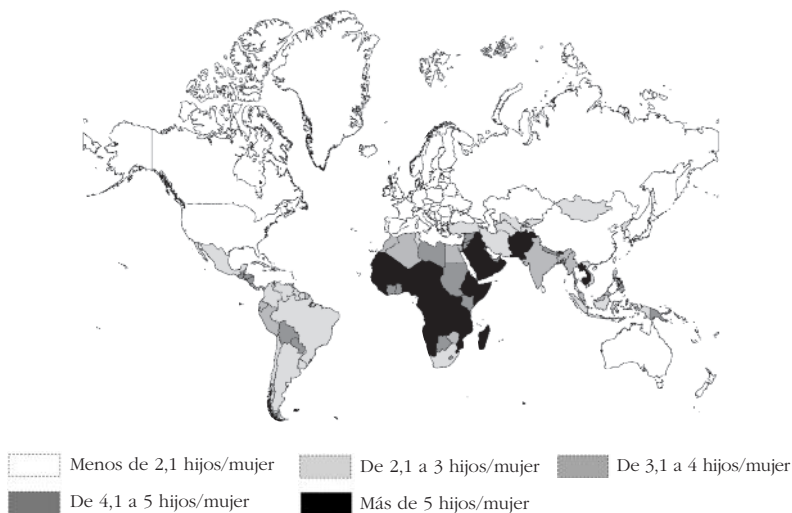 Menos de 2,1 hijos/mujer
De 2,1 a 3 hijos/mujer
De 3,1 a 4 hijos/mujer
De 4,1 a 5 hijos/mujer
Más de 5 hijos/mujer